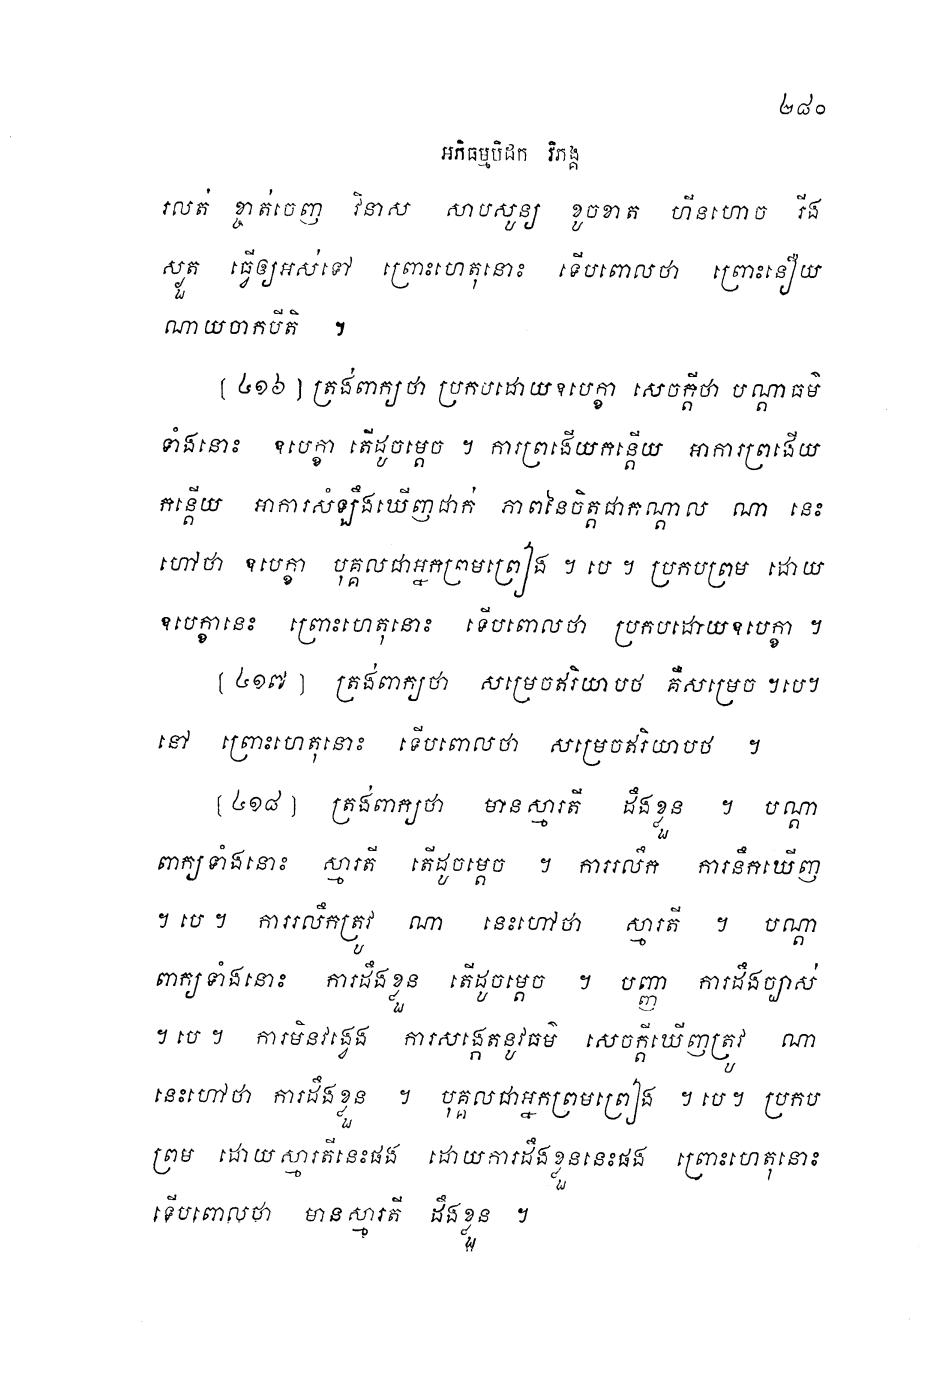 ២៨០
អភិធម្មបិដក វិភង្គ
រលត់ ខ្ចាត់ចេញ វិនាស សាបសូន្យ ខូចខាត ហិនហោច រីង
ស្ងួត ធ្វើឲ្យអស់ទៅ ព្រោះហេតុនោះ ទើបពោលថា ព្រោះនឿយ
ណាយចាកបីតិ ។
[៤១៦] ត្រង់ពាក្យថា ប្រកបដោយឧបេក្ខា សេចក្តីថា បណ្តាធម៌
ទាំងនោះ ឧបេក្ខា តើដូចម្តេច ។ ការព្រងើយកន្តើយ អាការព្រងើយ
កន្តើយ អាការសំឡឹងឃើញជាក់ ភាពនៃចិត្តជាកណ្តាល ណា នេះ
ហៅថា ឧបេក្ខា បុគ្គលជាអ្នកព្រមព្រៀង ។ បេ ។ ប្រកបព្រម ដោយ
ឧបេក្ខានេះ ព្រោះហេតុនោះ ទើបពោលថា ប្រកបដោយឧបេក្ខា ។
[៤១៧] ត្រង់ពាក្យថា សម្រេចឥរិយាបថ គឺសម្រេច ។បេ។
នៅ ព្រោះហេតុនោះ ទើបពោលថា សម្រេចឥរិយាបថ ។
[៤១៨] ត្រង់ពាក្យថា មានស្មារតី ដឹងខ្លួន ។ បណ្តា
ពាក្យទាំងនោះ ស្មារតី តើដូចម្តេច ។ ការរលឹក ការនឹកឃើញ
។ បេ ។ ការរលឹកត្រូវ ណា នេះហៅថា ស្មារតី ។ បណ្តា
ពាក្យទាំងនោះ ការដឹងខ្លួន តើដូចម្តេច ។ បញ្ញា ការដឹងច្បាស់
។ បេ ។ ការមិនវង្វេង ការសង្កេតនូវធម៌ សេចក្តីឃើញត្រូវ ណា
នេះហៅថា ការដឹងខ្លួន ។ បុគ្គលជាអ្នកព្រមព្រៀង ។ បេ ។ ប្រកប
ព្រម ដោយស្មារតីនេះផង ដោយការដឹងខ្លួននេះផង ព្រោះហេតុនោះ
ទើបពោលថា មានស្មារតី ដឹងខ្លួន ។